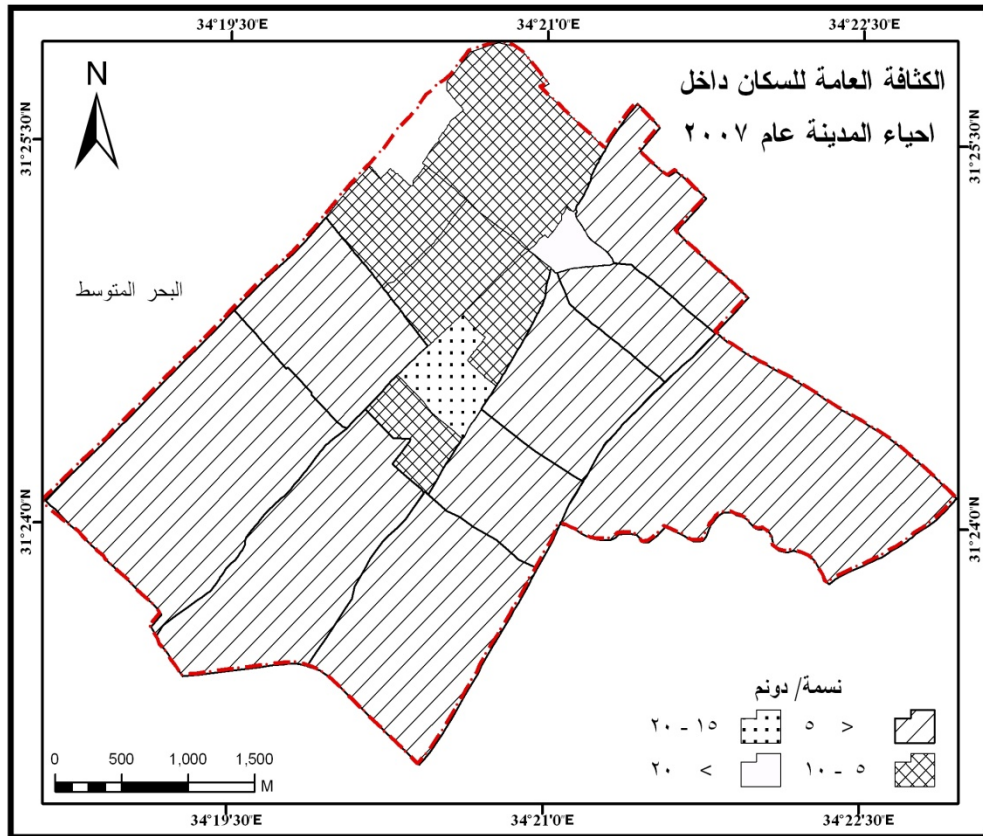 34°19'30"E 34°21'0"E 34°22'30"E
N
الكثافة العامة للسكان داخل
احياء المدينة عام ٢٠٠٧
31°25'30"N 31°25'30"N
البحر المتوسط
31°24'0"N 31°24'0"N
نسمة/ دونم
< ٥
١٥ - ٢٠
٥ - ١٠
> ٢٠
0 500 1,000 1,500
M
34°19'30"E 34°21'0"E 34°22'30"E